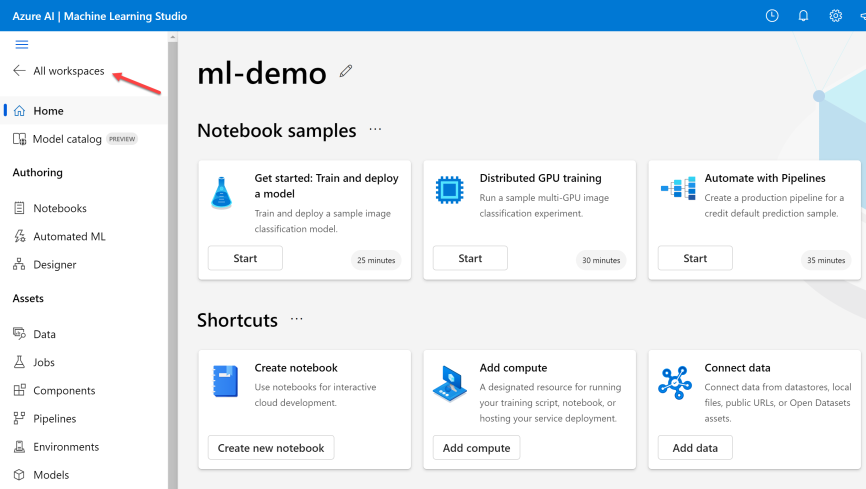 Azure AI | Machine Learning Studio
All workspaces
Home
Model catalog PREVIEW
Authoring
Notebooks
Automated ML
Designer
Assets
Data
Jobs
Components
Pipelines
Environments
Models
ml-demo
Notebook samples ...
Get started: Train and deploy
a model
Train and deploy a sample image
classification model.
Start 25 minutes
Distributed GPU training
Run a sample multi-GPU image
classification experiment.
Start 30 minutes
Automate with Pipelines
Create a production pipeline for a
credit default prediction sample.
Start 35 minutes
Shortcuts ...
Create notebook
Use notebooks for interactive
cloud development.
Create new notebook
Add compute
A designated resource for running
your training script, notebook, or
hosting your service deployment.
Add compute
Connect data
Connect data from datastores, local
files, public URLs, or Open Datasets
assets.
Add data